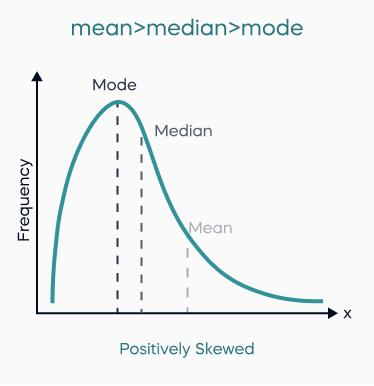 mean>median>mode
Mode
Median
Frequency
Mean
x
Positively Skewed